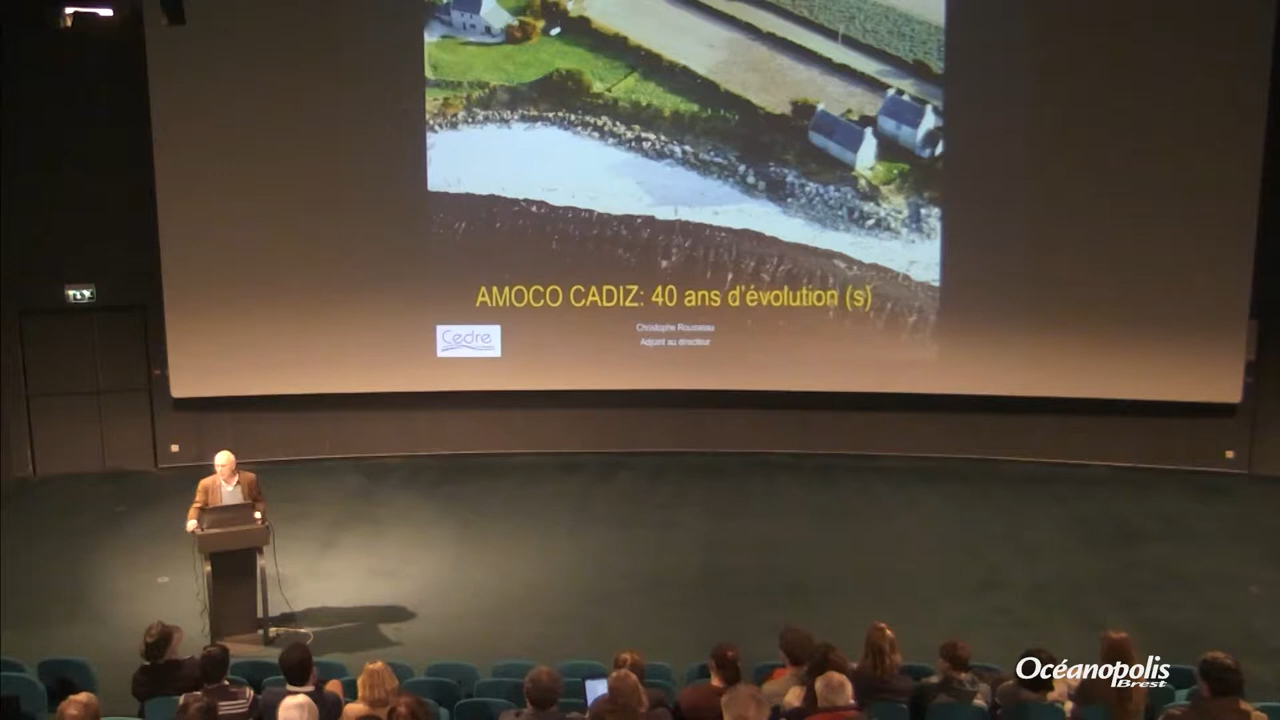 AMOCO CADIZ: 40 ans d'évolution (s)
Cedre
Christophe Rousseau
Adjoint au directeur
Océanopolis
Brest